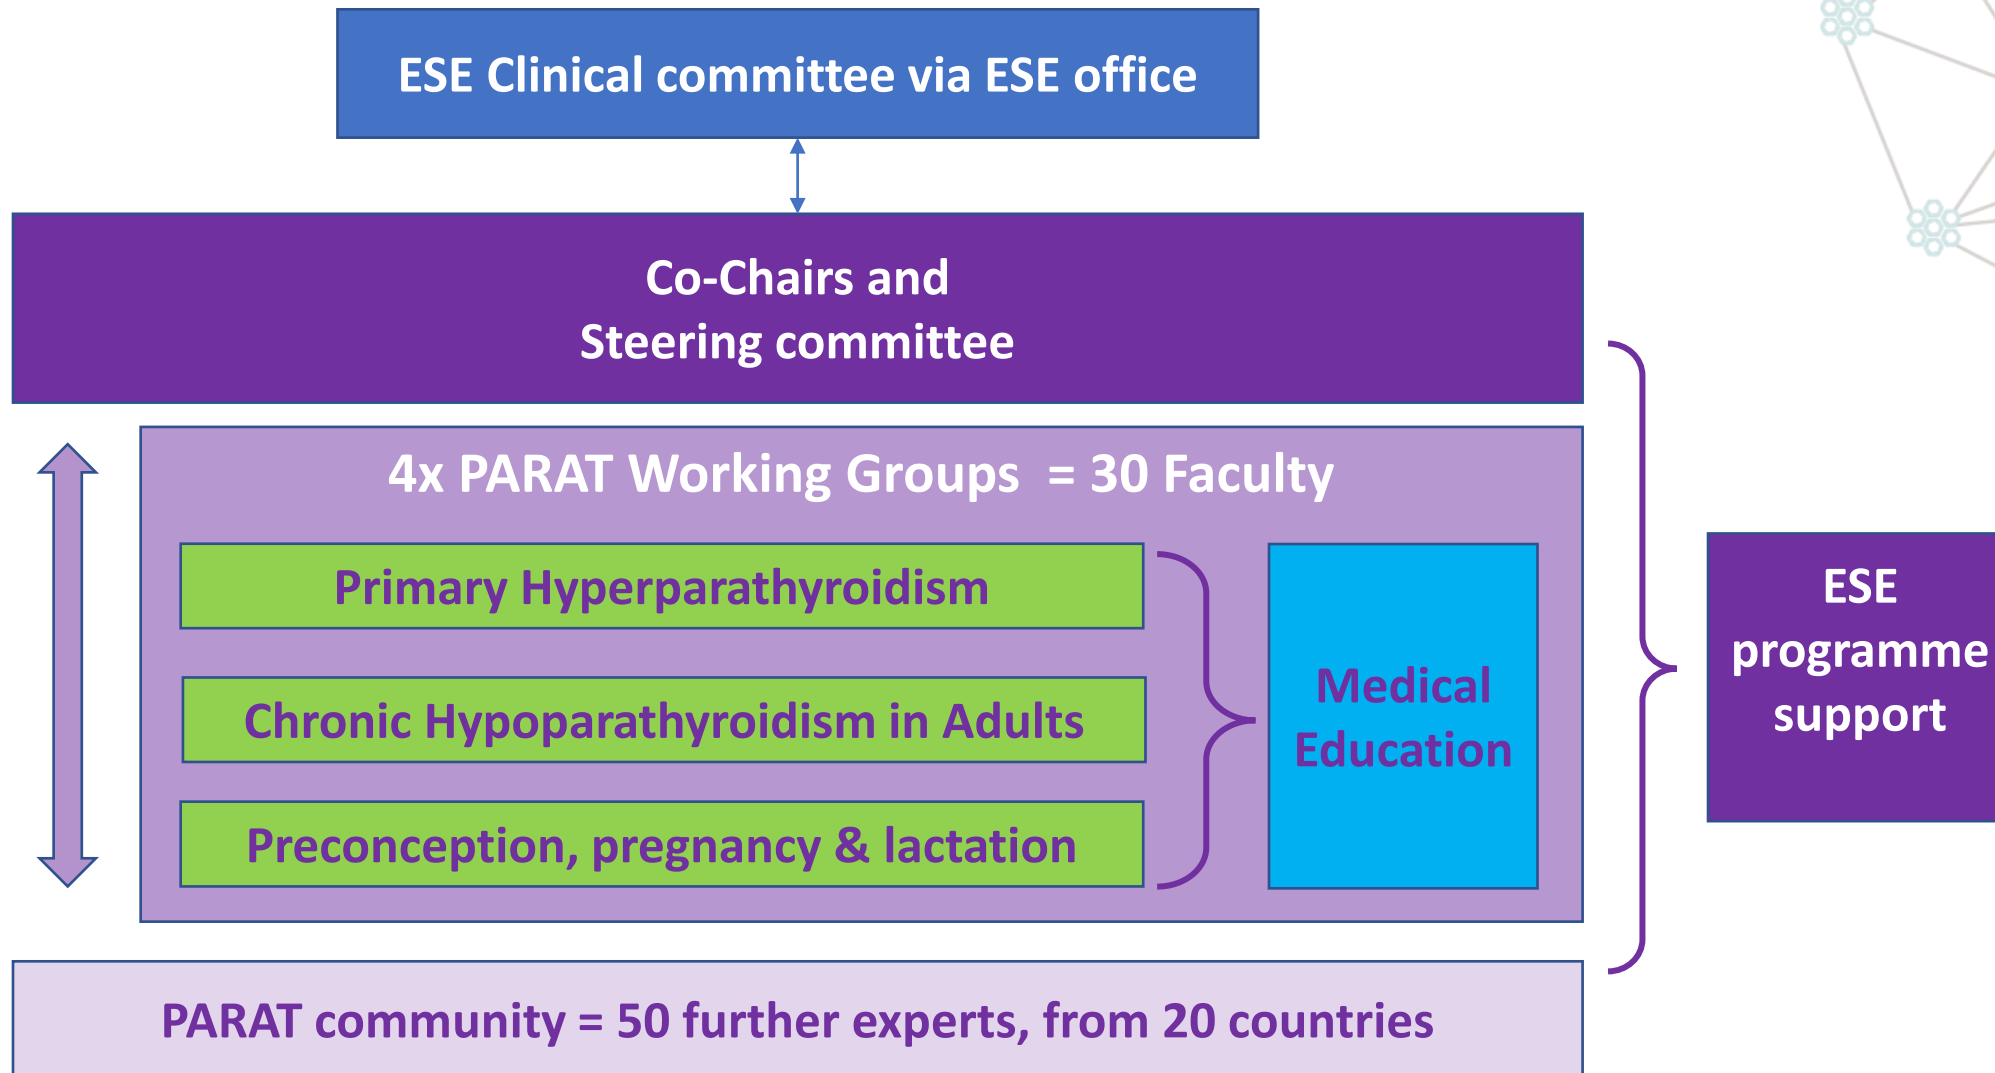 ESE Clinical committee via ESE office
Co-Chairs and
Steering committee
4x PARAT Working Groups = 30 Faculty
Primary Hyperparathyroidism
Chronic Hypoparathyroidism in Adults
Preconception, pregnancy & lactation
Medical
Education
ESE
programme
support
PARAT community = 50 further experts, from 20 countries